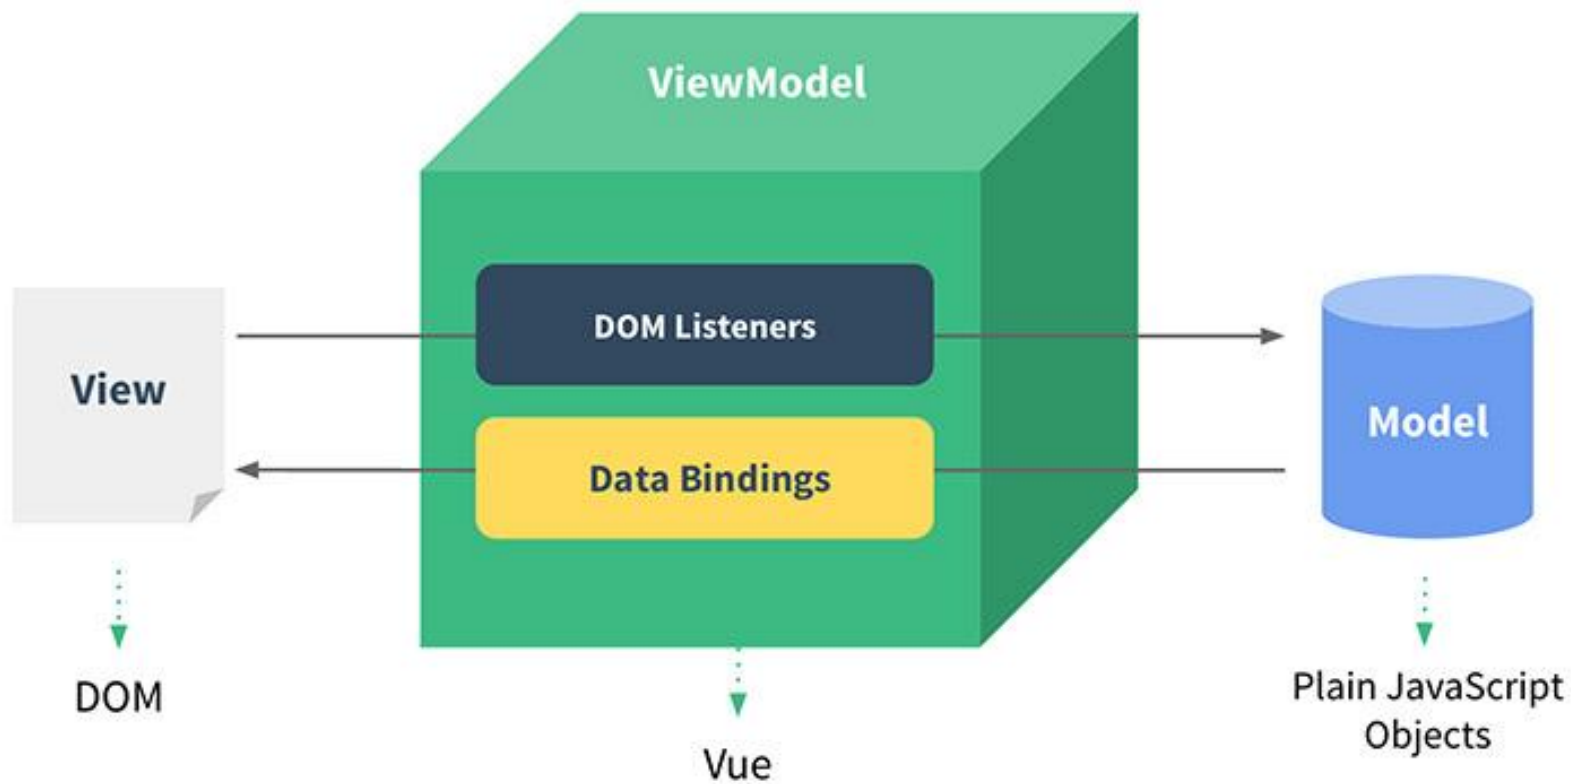 ViewModel
DOM Listeners
View
Data Bindings
Model
DOM
Vue
Plain JavaScript
Objects